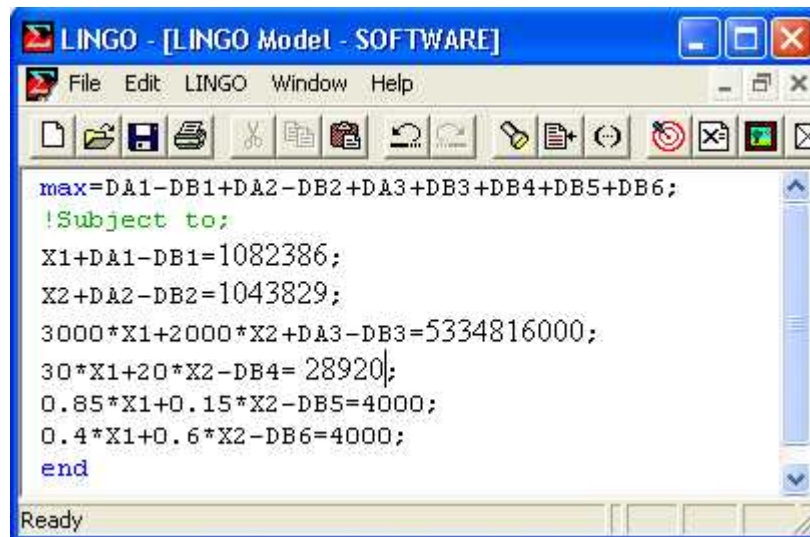 LINGO - [LINGO Model - SOFTWARE]
File Edit LINGO Window Help
max=DA1-DB1+DA2-DB2+DA3+DB3+DB4+DB5+DB6;
!Subject to;
X1+DA1-DB1=1082386;
X2+DA2-DB2=1043829;
3000*X1+2000*X2+DA3-DB3=5334816000;
30*X1+20*X2-DB4= 28920;
0.85*X1+0.15*X2-DB5=4000;
0.4*X1+0.6*X2-DB6=4000;
end
Ready